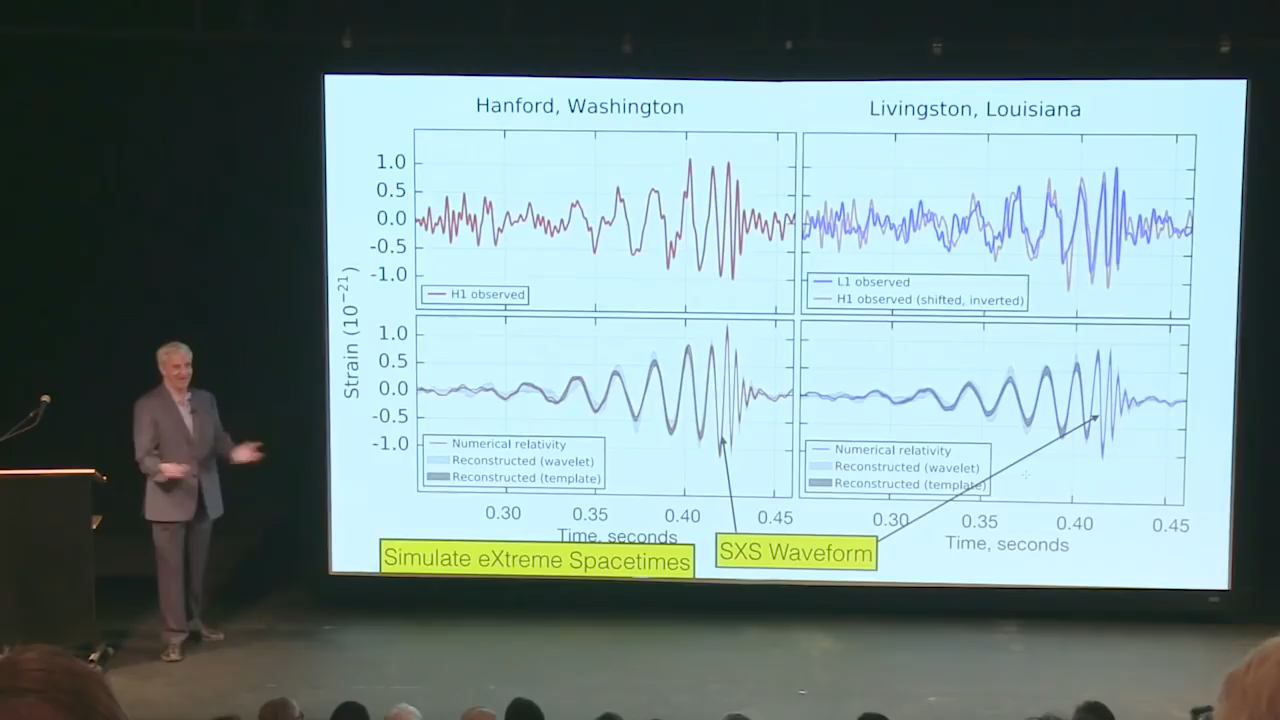 Hanford, Washington
Livingston, Louisiana
Strain (10⁻²¹)
1.0
0.5
0.0
-0.5
-1.0
H1 observed
L1 observed
H1 observed (shifted, inverted)
1.0
0.5
0.0
-0.5
-1.0
Numerical relativity
Reconstructed (wavelet)
Reconstructed (template)
Numerical relativity
Reconstructed (wavelet)
Reconstructed (template)
0.30 0.35 0.40 0.45
0.30 0.35 0.40 0.45
Time, seconds
Time, seconds
Simulate eXtreme Spacetimes
SXS Waveform